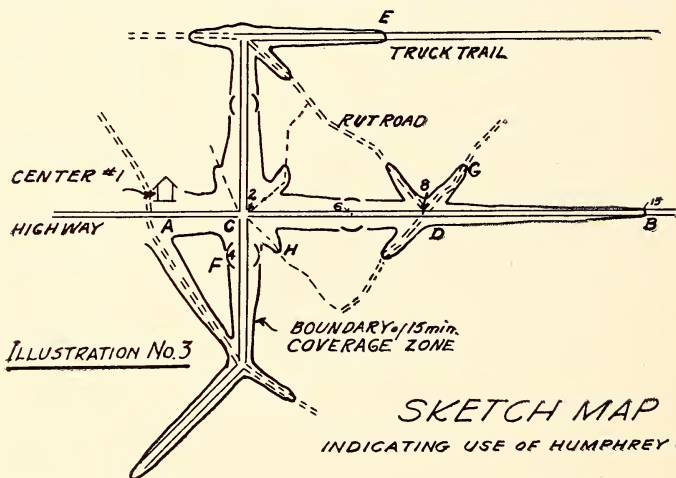 E
TRUCK TRAIL
RUT ROAD
CENTER #1
2
8
G
6
15
HIGHWAY
A
C
D
B
F
4
H
BOUNDARY of 15 min.
COVERAGE ZONE
ILLUSTRATION No. 3
SKETCH MAP
INDICATING USE OF HUMPHREY